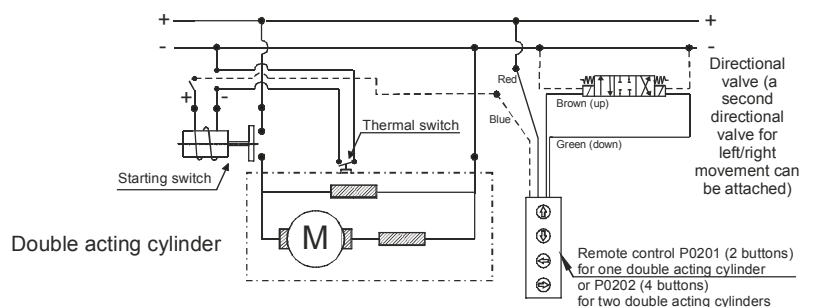 + +
- -
Directional
valve (a
second
directional
valve for
left/right
movement can
be attached)
Red
Brown (up)
+ -
Blue
Thermal switch
Green (down)
Starting switch
M
Double acting cylinder
Remote control P0201 (2 buttons)
for one double acting cylinder
or P0202 (4 buttons)
for two double acting cylinders